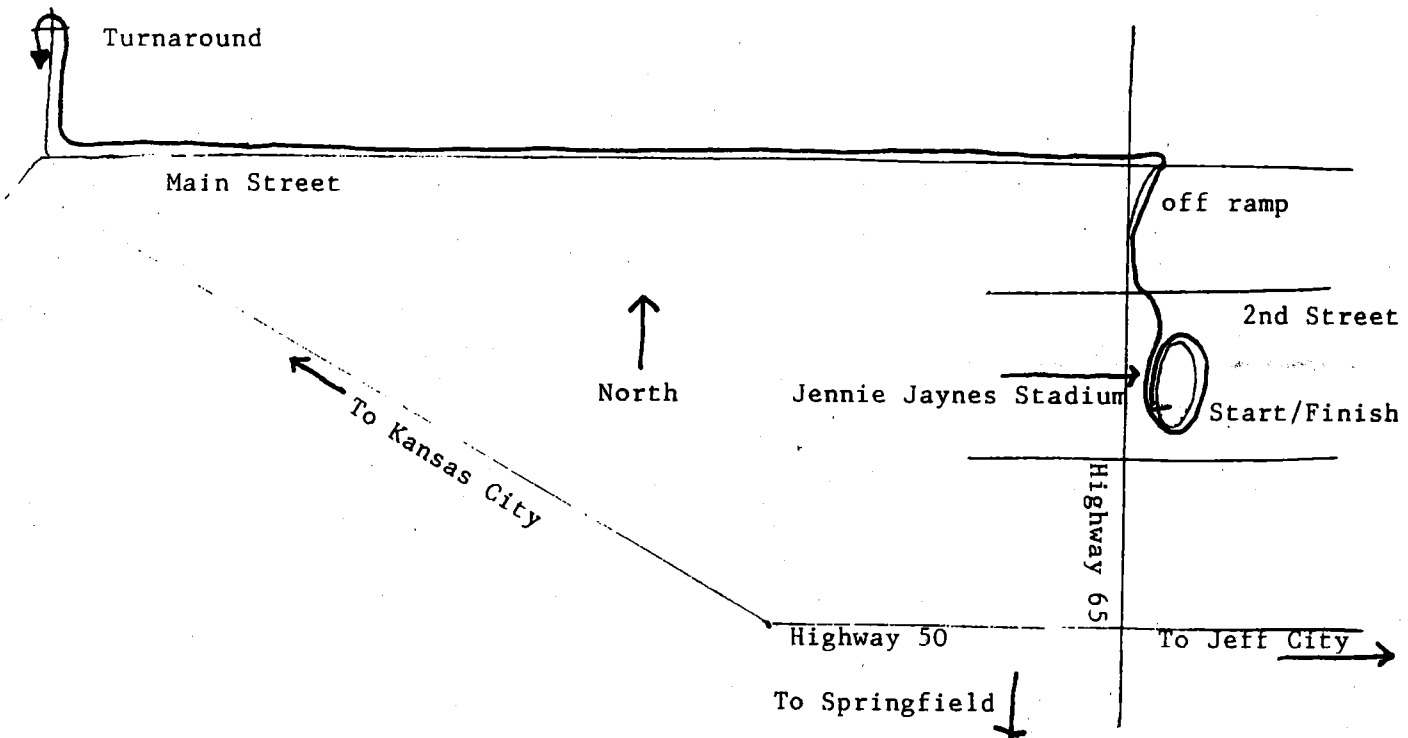 Turnaround
Main Street
off ramp
2nd Street
North
Jennie Jaynes Stadium
Start/Finish
To Kansas City
Highway 65
Highway 50
To Jeff City
To Springfield